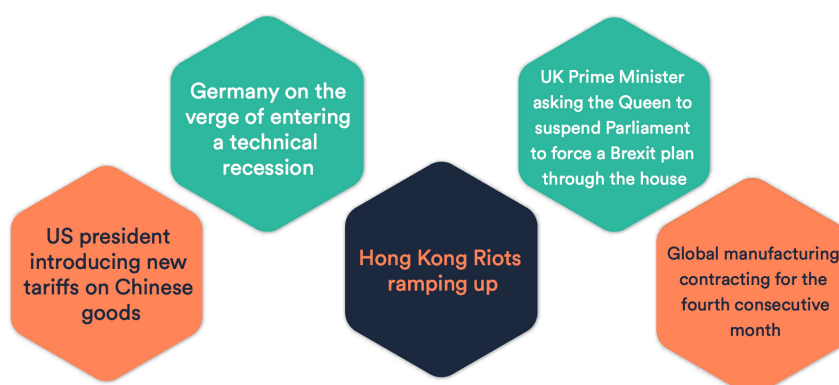 US president
introducing new
tariffs on Chinese
goods
Germany on the
verge of entering
a technical
recession
Hong Kong Riots
ramping up
UK Prime Minister
asking the Queen to
suspend Parliament
to force a Brexit plan
through the house
Global manufacturing
contracting for the
fourth consecutive
month